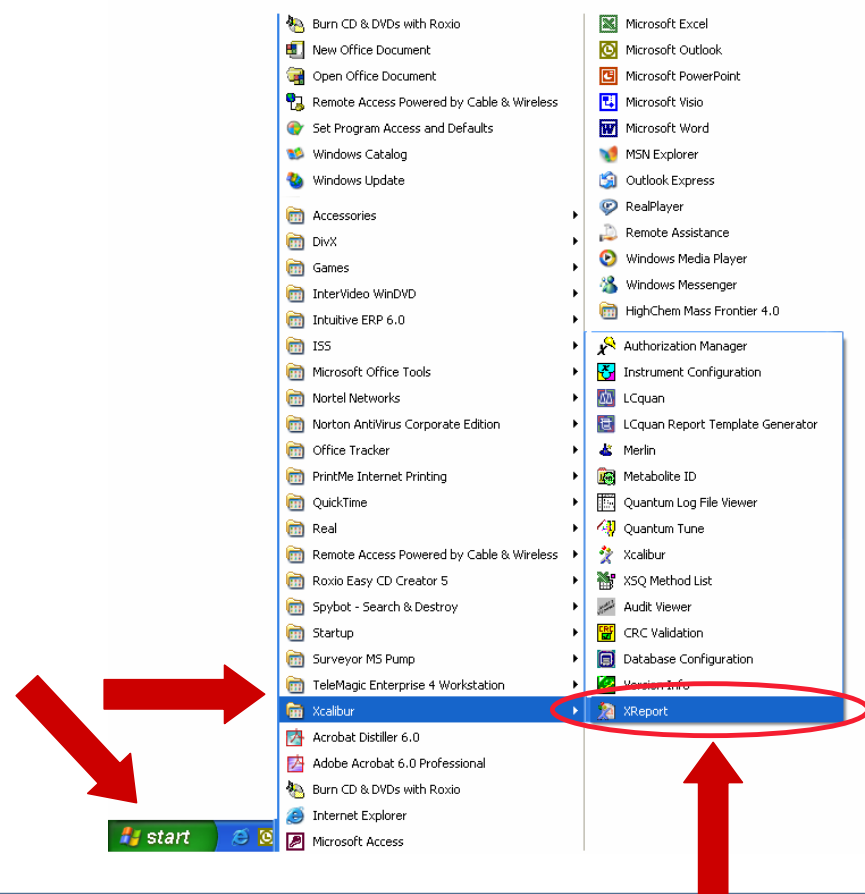 Burn CD & DVDs with Roxio
New Office Document
Open Office Document
Remote Access Powered by Cable & Wireless
Set Program Access and Defaults
Windows Catalog
Windows Update
Accessories
DivX
Games
InterVideo WinDVD
Intuitive ERP 6.0
ISS
Microsoft Office Tools
Nortel Networks
Norton AntiVirus Corporate Edition
Office Tracker
PrintMe Internet Printing
QuickTime
Real
Remote Access Powered by Cable & Wireless
Roxio Easy CD Creator 5
Spybot - Search & Destroy
Startup
Surveyor MS Pump
TeleMagic Enterprise 4 Workstation
Xcalibur
Acrobat Distiller 6.0
Adobe Acrobat 6.0 Professional
Burn CD & DVDs with Roxio
Internet Explorer
Microsoft Access
Microsoft Excel
Microsoft Outlook
Microsoft PowerPoint
Microsoft Visio
Microsoft Word
MSN Explorer
Outlook Express
RealPlayer
Remote Assistance
Windows Media Player
Windows Messenger
HighChem Mass Frontier 4.0
Authorization Manager
Instrument Configuration
LCquan
LCquan Report Template Generator
Merlin
Metabolite ID
Quantum Log File Viewer
Quantum Tune
Xcalibur
XSQ Method List
Audit Viewer
CRC Validation
Database Configuration
Version Info
XReport
start